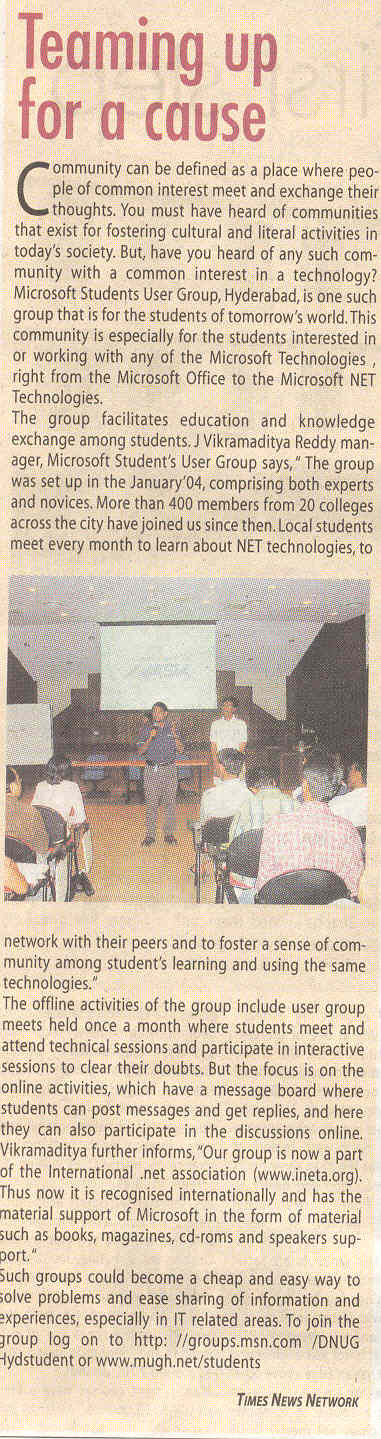 Teaming up
for a cause
Community can be defined as a place where peo-
ple of common interest meet and exchange their
thoughts. You must have heard of communities
that exist for fostering cultural and literal activities in
today's society. But, have you heard of any such com-
munity with a common interest in a technology?
Microsoft Students User Group, Hyderabad, is one such
group that is for the students of tomorrow's world. This
community is especially for the students interested in
or working with any of the Microsoft Technologies ,
right from the Microsoft Office to the Microsoft NET
Technologies.
The group facilitates education and knowledge
exchange among students. J Vikramaditya Reddy man-
ager, Microsoft Student's User Group says, " The group
was set up in the January'04, comprising both experts
and novices. More than 400 members from 20 colleges
across the city have joined us since then. Local students
meet every month to learn about NET technologies, to
network with their peers and to foster a sense of com-
munity among student's learning and using the same
technologies."
The offline activities of the group include user group
meets held once a month where students meet and
attend technical sessions and participate in interactive
sessions to clear their doubts. But the focus is on the
online activities, which have a message board where
students can post messages and get replies, and here
they can also participate in the discussions online.
Vikramaditya further informs, "Our group is now a part
of the International .net association (www.ineta.org).
Thus now it is recognised internationally and has the
material support of Microsoft in the form of material
such as books, magazines, cd-roms and speakers sup-
port."
Such groups could become a cheap and easy way to
solve problems and ease sharing of information and
experiences, especially in IT related areas. To join the
group log on to http: //groups.msn.com /DNUG
Hydstudent or www.mugh.net/students
TIMES NEWS NETWORK